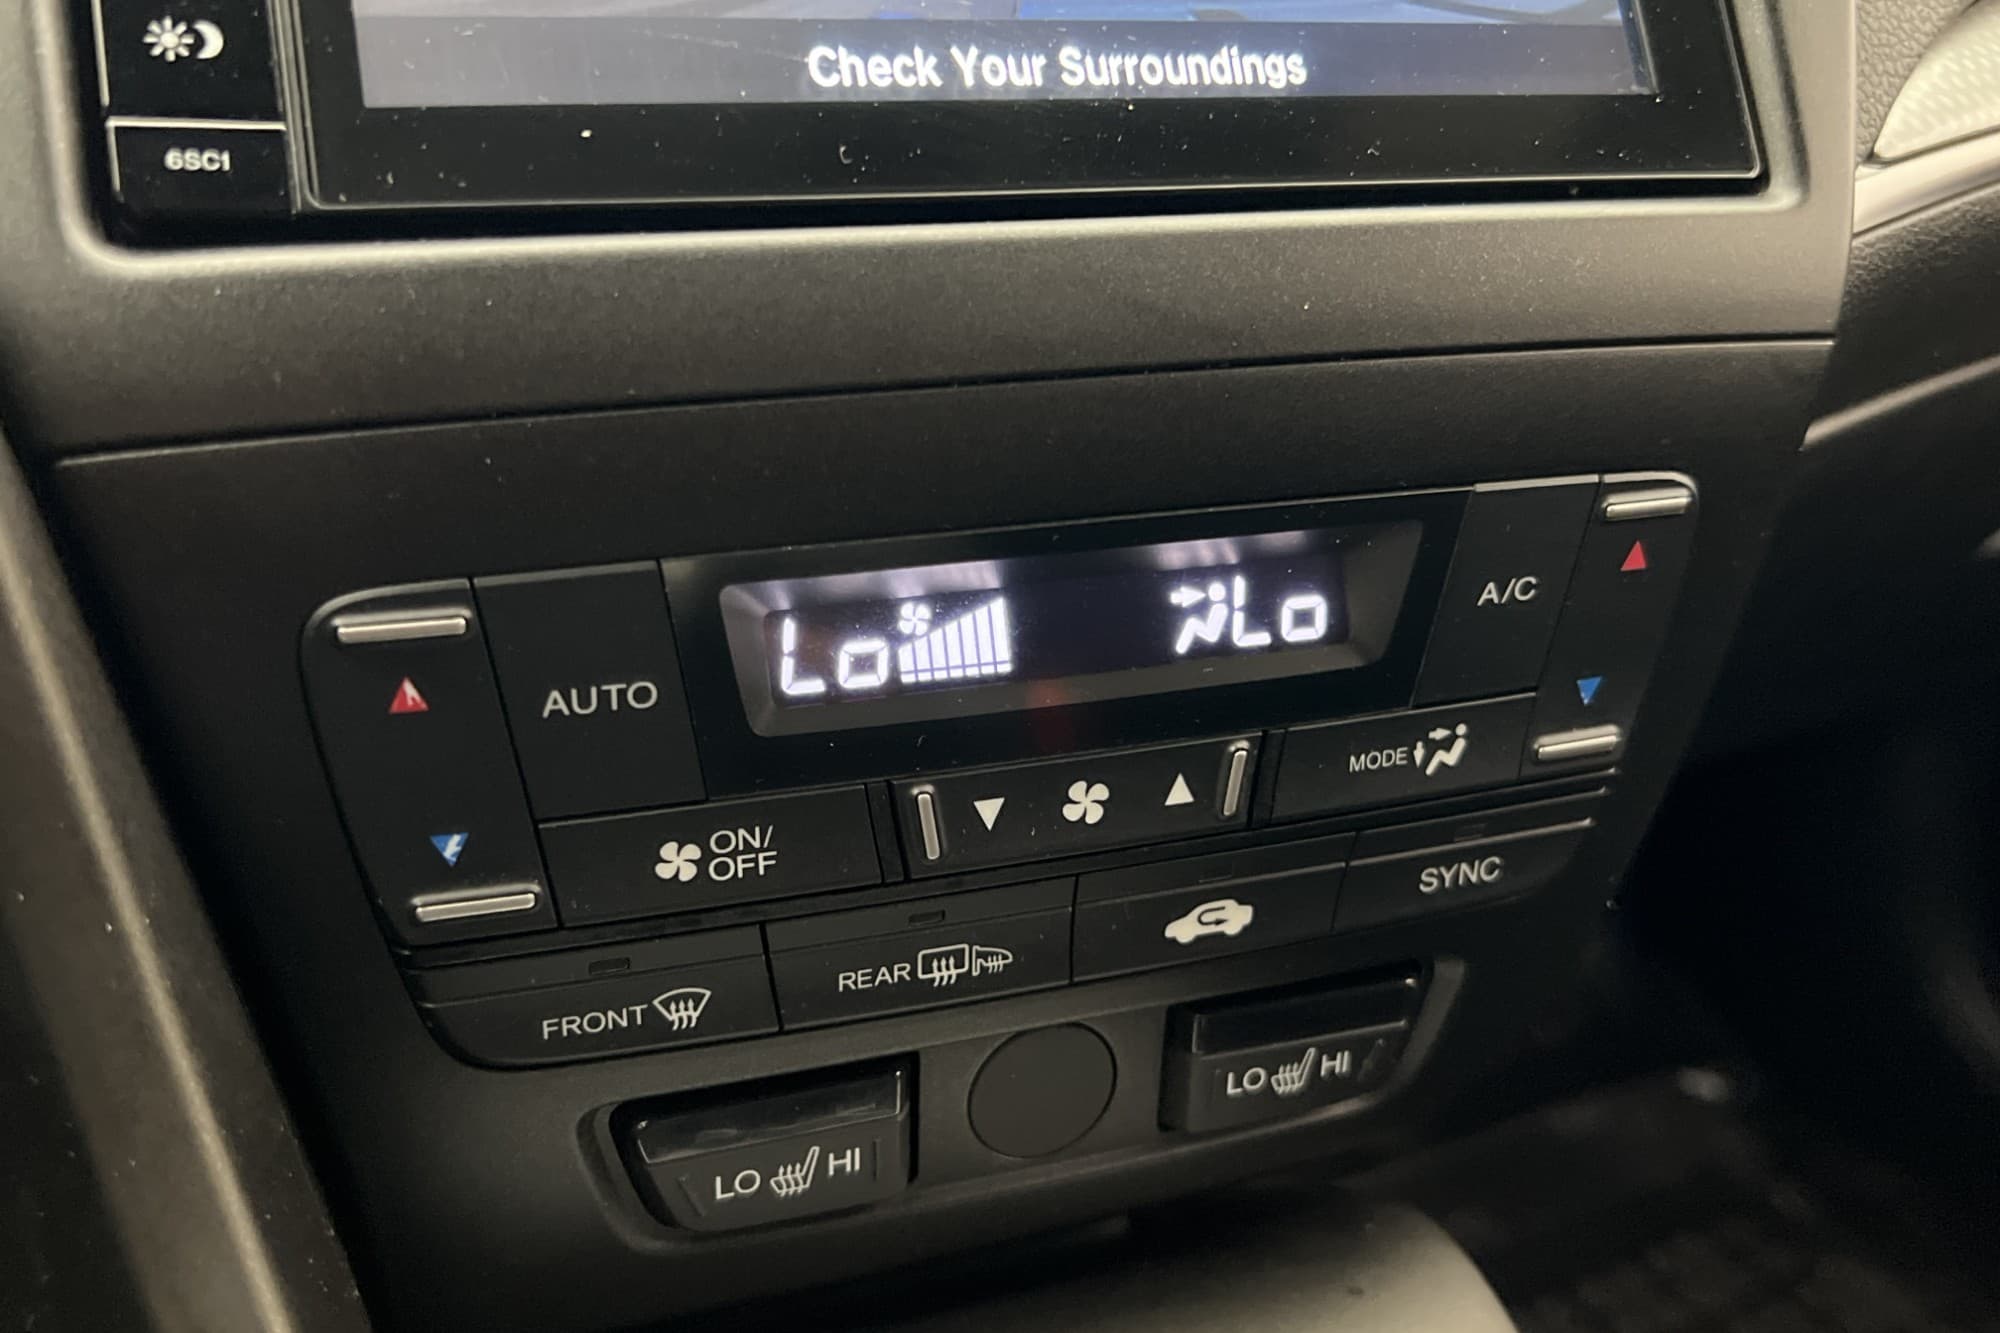 Check Your Surroundings
6SC1
Lo
Lo
A/C
AUTO
MODE
ON/
OFF
SYNC
REAR
FRONT
LO HI
LO HI